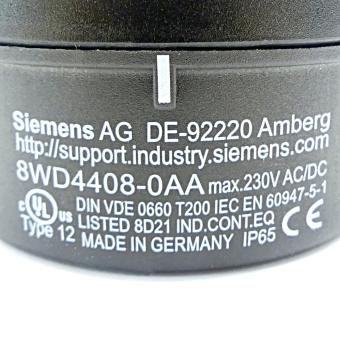 Siemens AG DE-92220 Amberg
http://support.industry.siemens.com
8WD4408-0AA max.230V AC/DC
DIN VDE 0660 T200 IEC EN 60947-5-1
c UL US LISTED 8D21 IND.CONT.EQ
Type 12 MADE IN GERMANY IP65